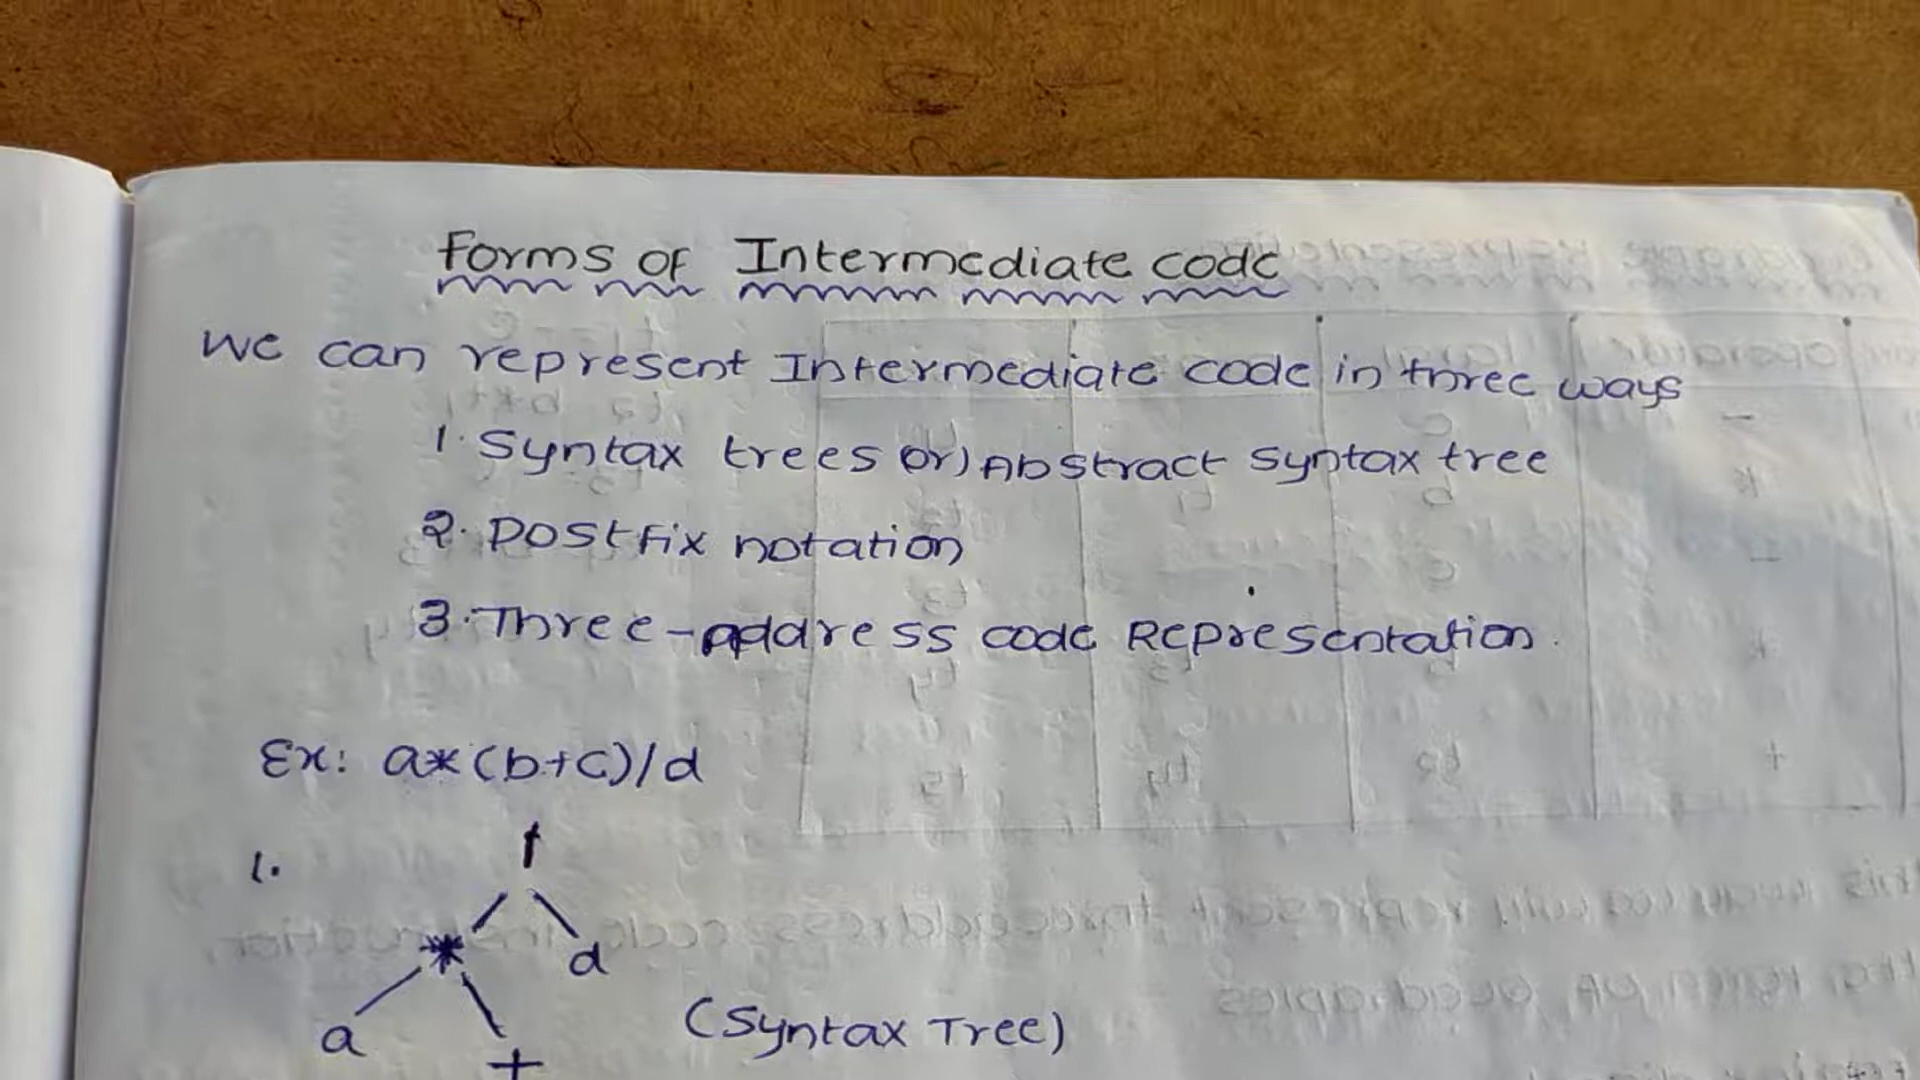 Forms of Intermediate code
We can represent Intermediate code in three ways
1. Syntax trees (or) Abstract syntax tree
2. Postfix notation
3. Three-address code Representation.
Ex: a*(b+c)/d
1.
/
* d
a +
(Syntax Tree)